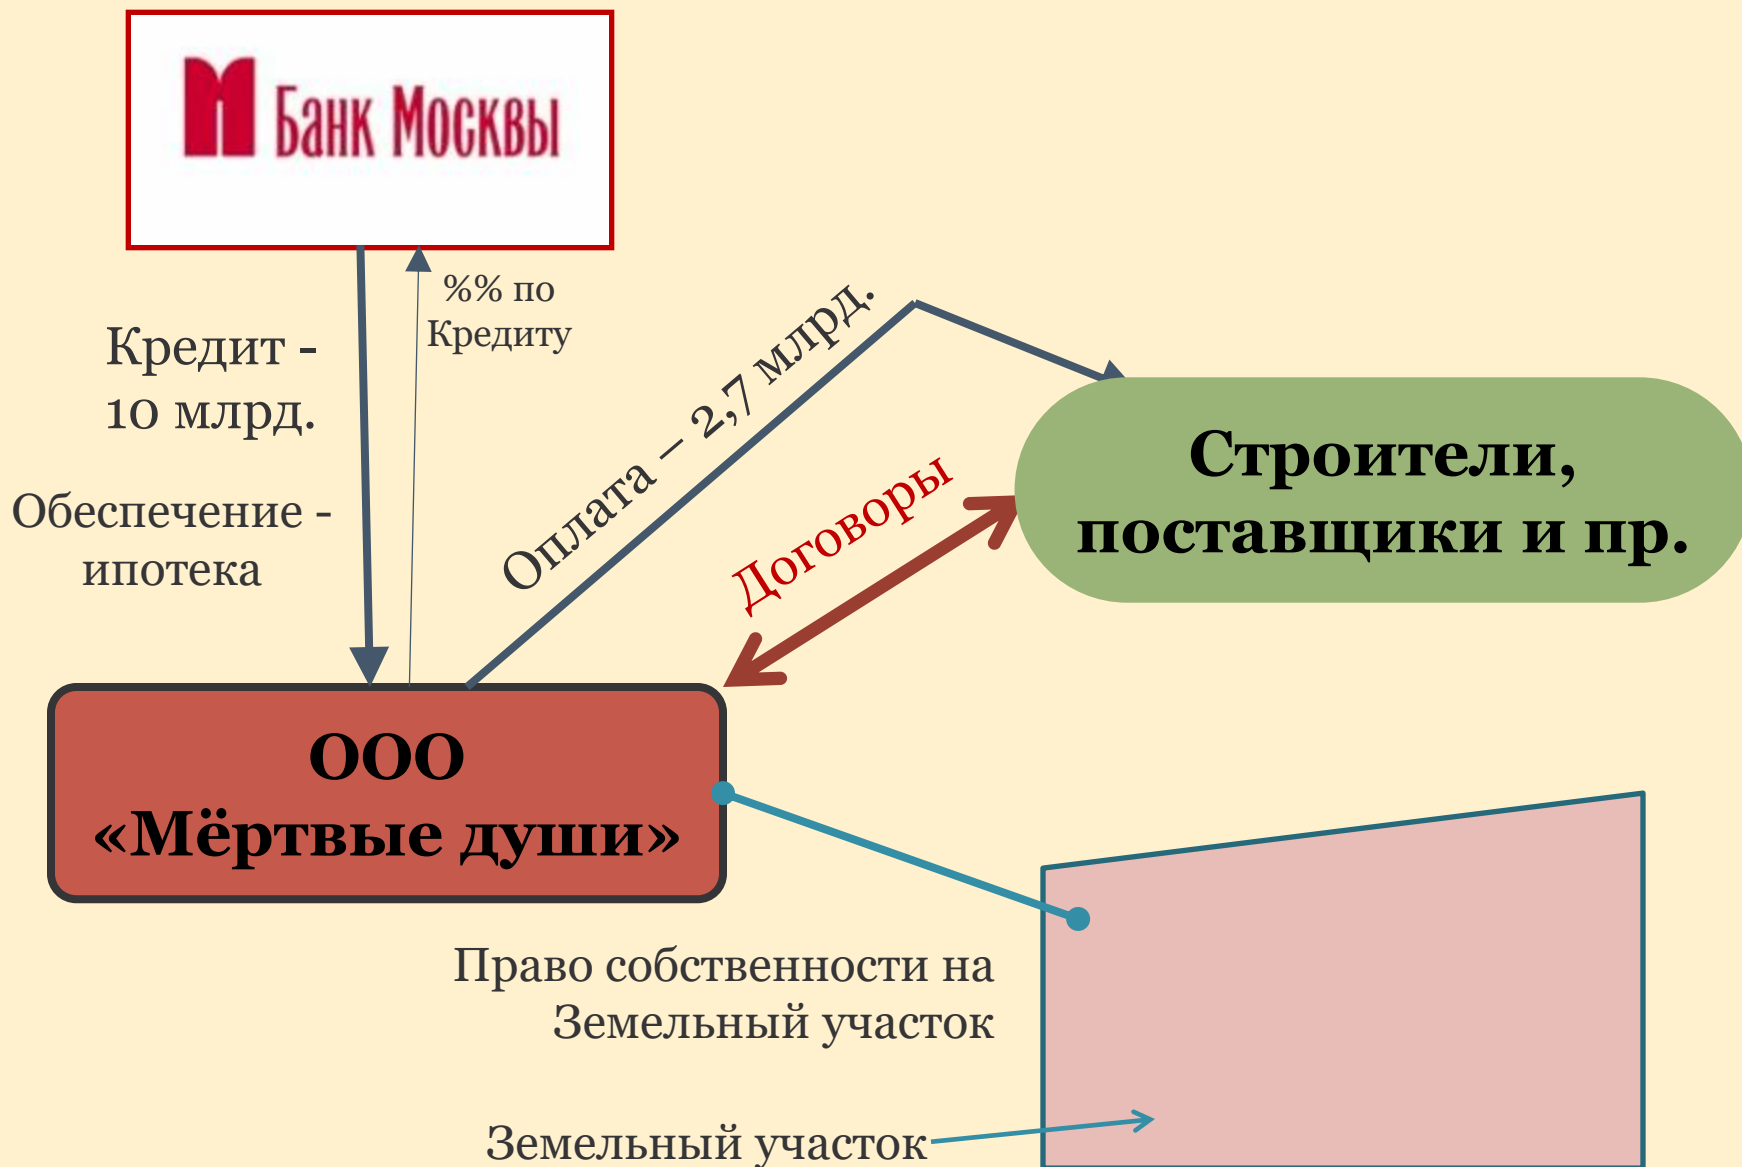 Банк Москвы
%% по
Кредиту
Кредит -
10 млрд.
Обеспечение -
ипотека
Оплата – 2,7 млрд.
Договоры
Строители,
поставщики и пр.
ООО
«Мёртвые души»
Право собственности на
Земельный участок
Земельный участок